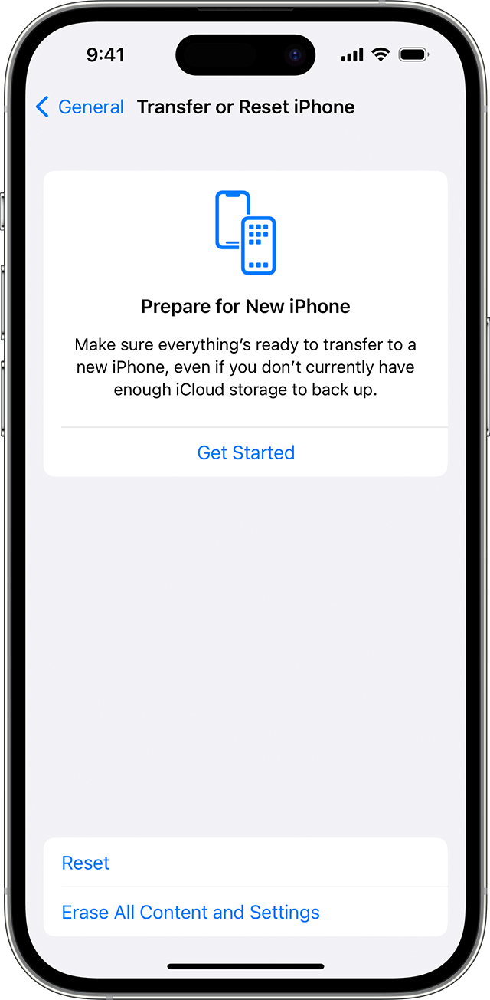 9:41
General Transfer or Reset iPhone
Prepare for New iPhone
Make sure everything’s ready to transfer to a
new iPhone, even if you don’t currently have
enough iCloud storage to back up.
Get Started
Reset
Erase All Content and Settings